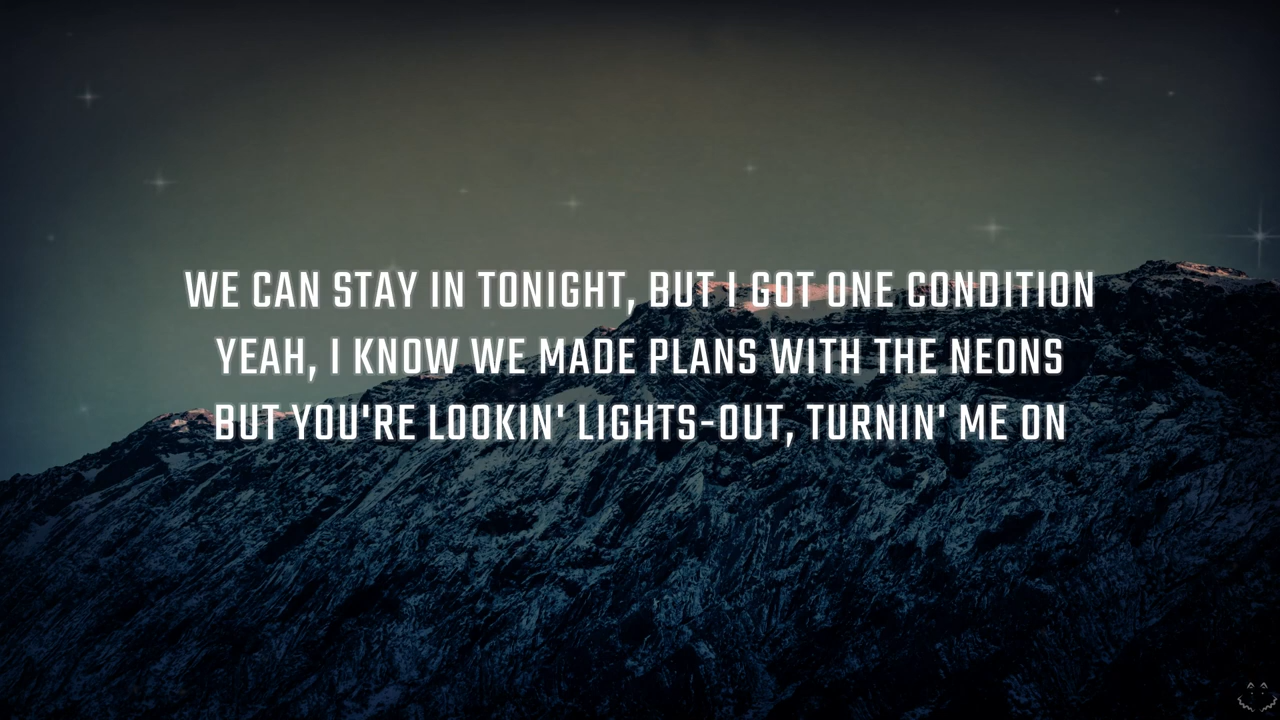 WE CAN STAY IN TONIGHT, BUT I GOT ONE CONDITION
YEAH, I KNOW WE MADE PLANS WITH THE NEONS
BUT YOU'RE LOOKIN' LIGHTS-OUT, TURNIN' ME ON